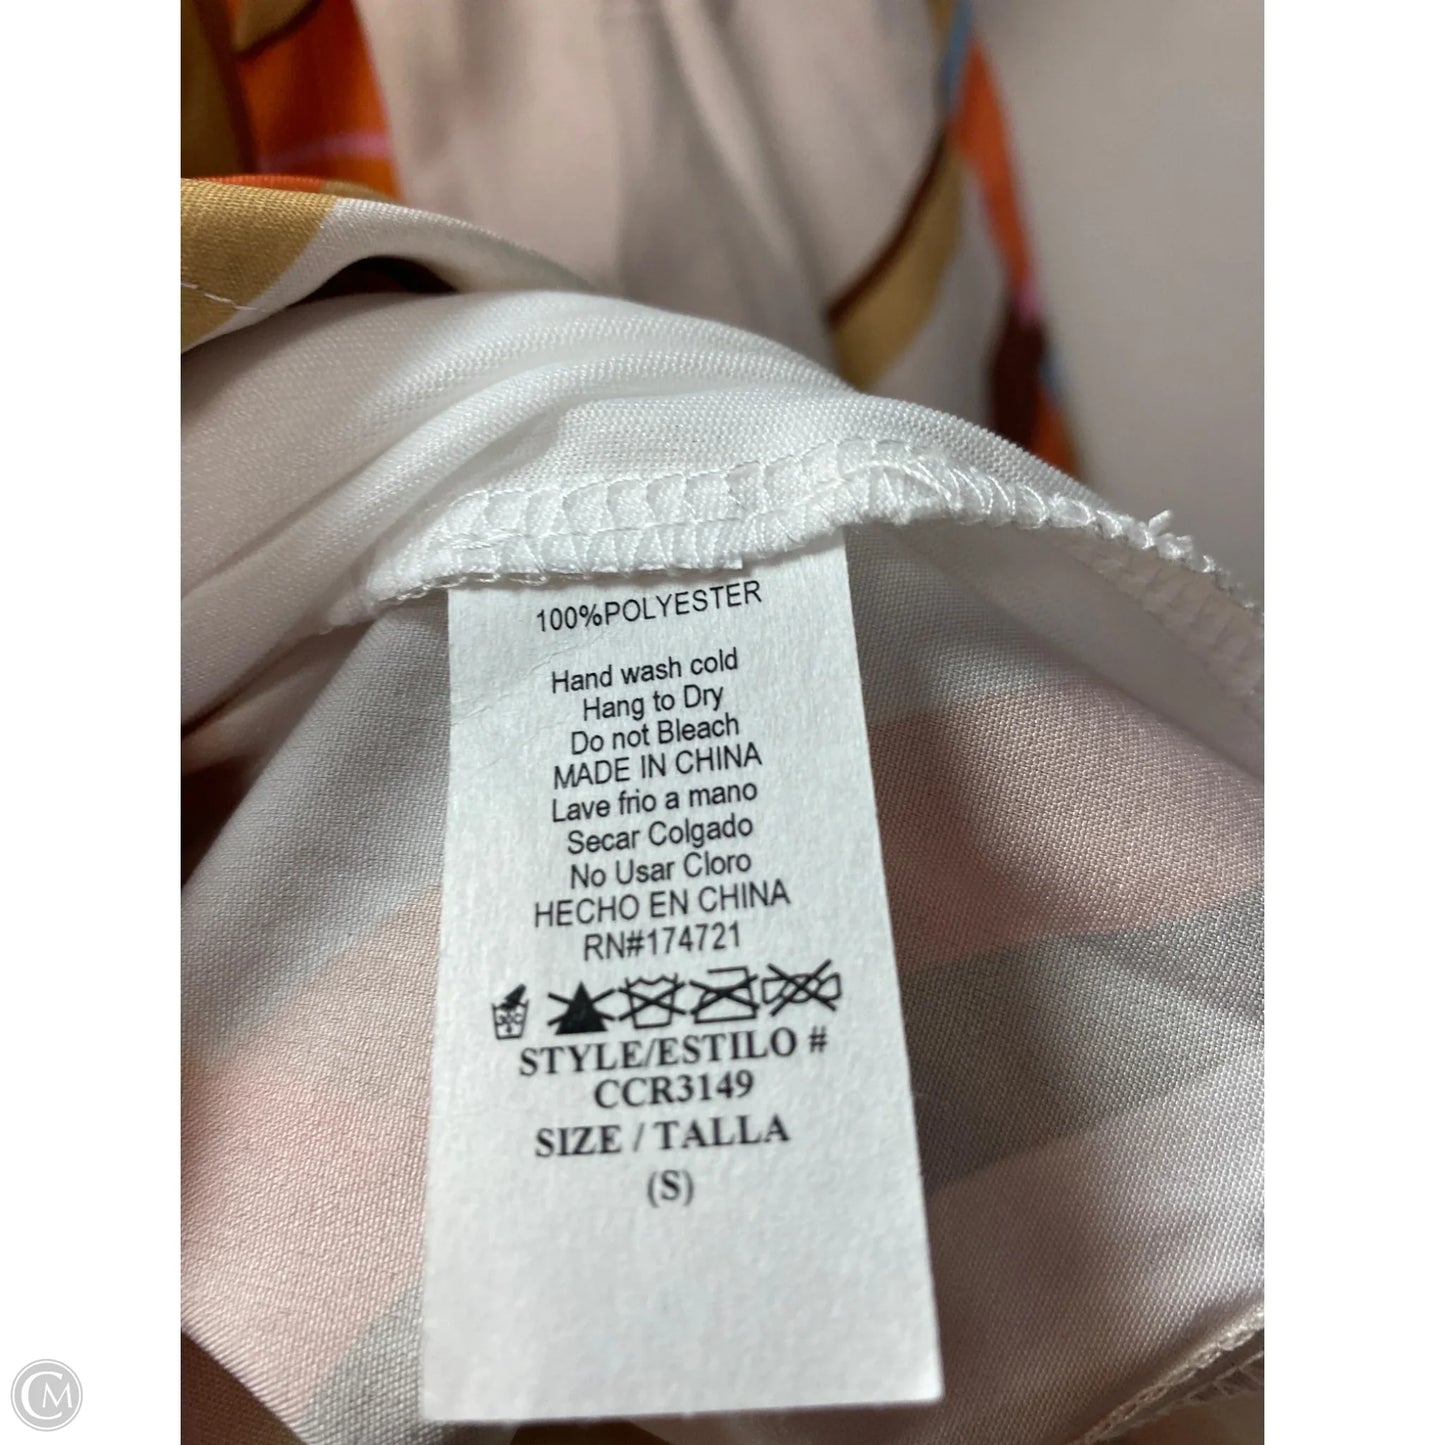 100%POLYESTER
Hand wash cold
Hang to Dry
Do not Bleach
MADE IN CHINA
Lave frio a mano
Secar Colgado
No Usar Cloro
HECHO EN CHINA
RN#174721
STYLE/ESTILO #
CCR3149
SIZE / TALLA
(S)
CM